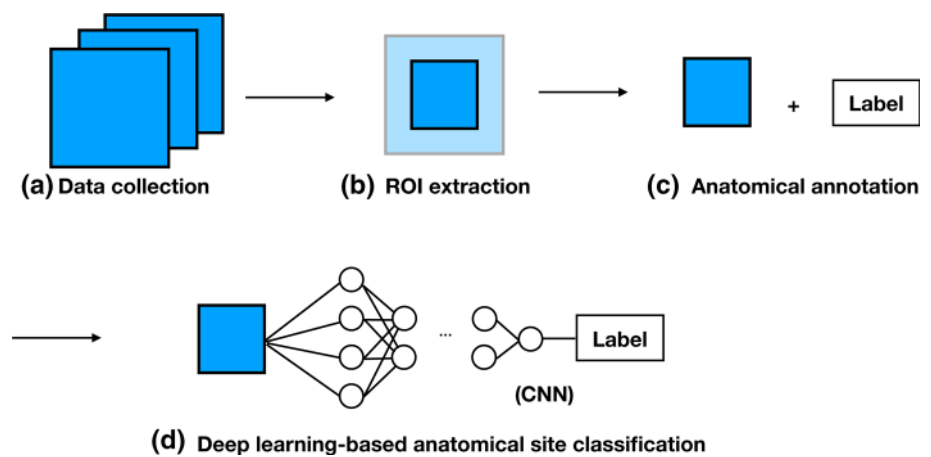 +
Label
(a) Data collection
(b) ROI extraction
(c) Anatomical annotation
...
Label
(CNN)
(d) Deep learning-based anatomical site classification